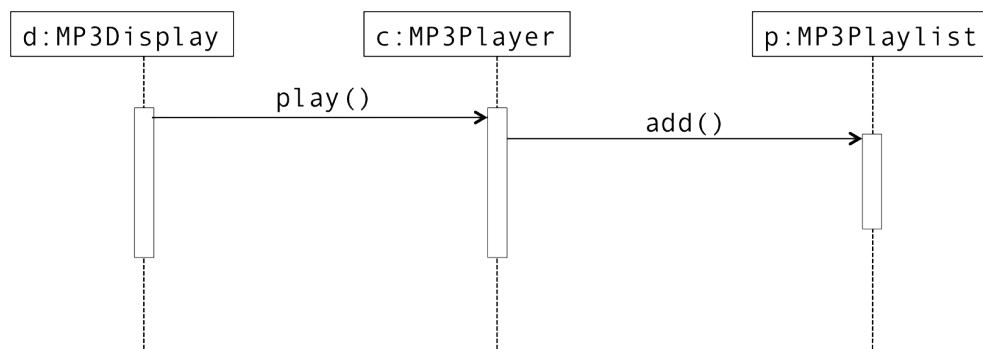 d:MP3Display
c:MP3Player
p:MP3Playlist
play()
add()